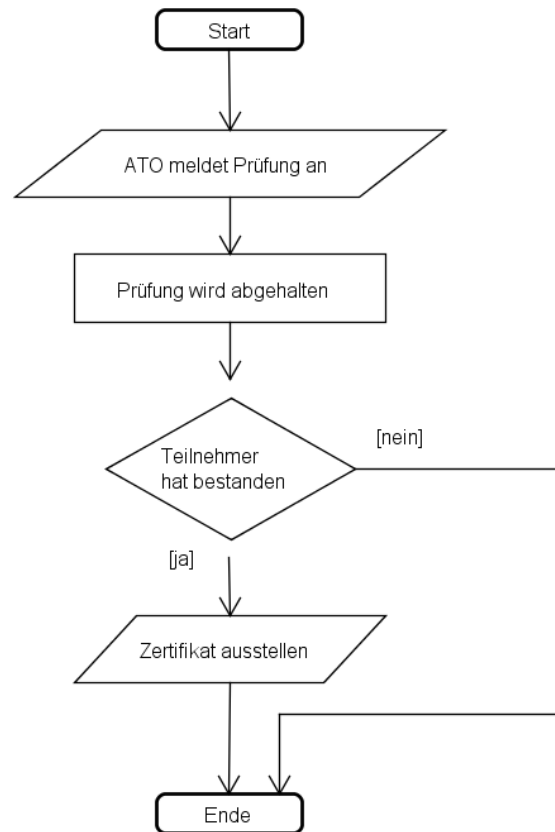 Start
ATO meldet Prüfung an
Prüfung wird abgehalten
Teilnehmer
hat bestanden
[nein]
[ja]
Zertifikat ausstellen
Ende